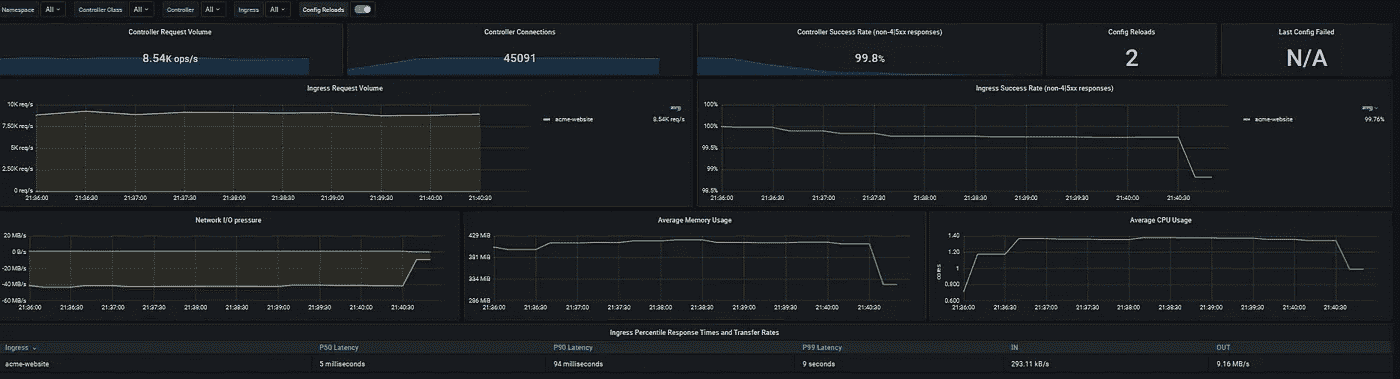 Namespace All Controller Class All Controller All Ingress All Config Reloads
Controller Request Volume
8.54K ops/s
Controller Connections
45091
Controller Success Rate (non-4|5xx responses)
99.8%
Config Reloads
2
Last Config Failed
N/A
Ingress Request Volume
10K req/s
7.50K req/s
5K req/s
2.50K req/s
0 req/s
21:36:00 21:36:30 21:37:00 21:37:30 21:38:00 21:38:30 21:39:00 21:39:30 21:40:00 21:40:30
avg
acme-website 8.54K req/s
Ingress Success Rate (non-4|5xx responses)
100%
100%
99.5%
99%
99.5%
21:36:00 21:36:30 21:37:00 21:37:30 21:38:00 21:38:30 21:39:00 21:39:30 21:40:00 21:40:30
avg
acme-website 99.76%
Network I/O pressure
20 MB/s
0 B/s
-20 MB/s
-40 MB/s
-60 MB/s
21:36:00 21:36:30 21:37:00 21:37:30 21:38:00 21:38:30 21:39:00 21:39:30 21:40:00 21:40:30
Average Memory Usage
429 MB
381 MB
334 MB
286 MB
21:36:00 21:36:30 21:37:00 21:37:30 21:38:00 21:38:30 21:39:00 21:39:30 21:40:00 21:40:30
Average CPU Usage
cores
1.40
1.20
1
0.800
0.600
21:36:00 21:36:30 21:37:00 21:37:30 21:38:00 21:38:30 21:39:00 21:39:30 21:40:00 21:40:30
Ingress Percentile Response Times and Transfer Rates
Ingress P50 Latency P90 Latency P99 Latency IN OUT
acme-website 5 milliseconds 94 milliseconds 9 seconds 293.11 kB/s 9.16 MB/s